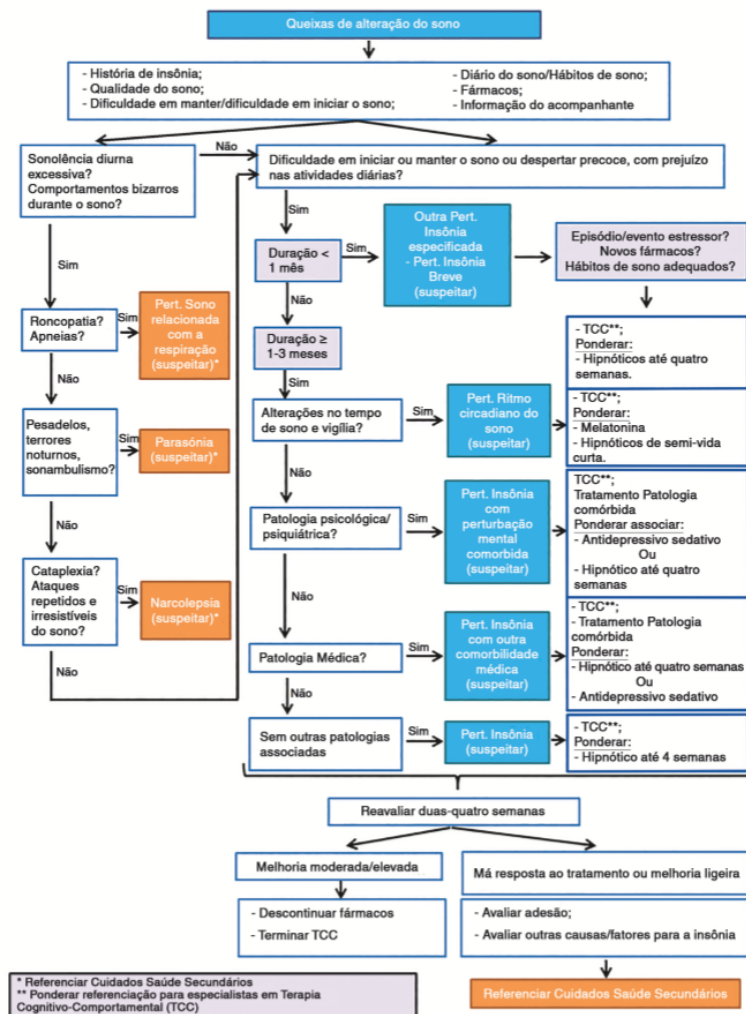 Queixas de alteração do sono
- História de insônia;
- Qualidade do sono;
- Dificuldade em manter/dificuldade em iniciar o sono;
- Diário do sono/Hábitos de sono;
- Fármacos;
- Informação do acompanhante
Sonolência diurna
excessiva?
Comportamentos bizarros
durante o sono?
Não
Dificuldade em iniciar ou manter o sono ou despertar precoce, com prejuízo
nas atividades diárias?
Sim
Roncopatia?
Apneias?
Sim
Pert. Sono
relacionada
com a
respiração
(suspeitar)*
Não
Pesadelos,
terrores
noturnos,
sonambulismo?
Sim
Parasónia
(suspeitar)*
Não
Cataplexia?
Ataques
repetidos e
irresistíveis
do sono?
Sim
Narcolepsia
(suspeitar)*
Não
Sim
Duração <
1 mês
Sim
Outra Pert.
Insônia
especificada
- Pert. Insônia
Breve
(suspeitar)
Episódio/evento estressor?
Novos fármacos?
Hábitos de sono adequados?
- TCC**;
Ponderar:
- Hipnóticos até quatro
semanas.
Não
Duração ≥
1-3 meses
Sim
Alterações no tempo
de sono e vigília?
Sim
Pert. Ritmo
circadiano do
sono
(suspeitar)
- TCC**;
Ponderar:
- Melatonina
- Hipnóticos de semi-vida
curta.
Não
Patologia psicológica/
psiquiátrica?
Sim
Pert. Insônia
com
perturbação
mental
comorbida
(suspeitar)
TCC**;
Tratamento Patologia
comórbida
Ponderar associar:
- Antidepressivo sedativo
Ou
- Hipnótico até quatro
semanas
Não
Patologia Médica?
Sim
Pert. Insônia
com outra
comorbilidade
médica
(suspeitar)
- TCC**;
- Tratamento Patologia
comórbida
Ponderar:
- Hipnótico até quatro semanas
Ou
- Antidepressivo sedativo
Não
Sem outras patologias
associadas
Sim
Pert. Insônia
(suspeitar)
- TCC**;
Ponderar:
- Hipnótico até 4 semanas
Reavaliar duas-quatro semanas
Melhoria moderada/elevada
- Descontinuar fármacos
- Terminar TCC
Má resposta ao tratamento ou melhoria ligeira
- Avaliar adesão;
- Avaliar outras causas/fatores para a insônia
Referenciar Cuidados Saúde Secundários
* Referenciar Cuidados Saúde Secundários
** Ponderar referenciação para especialistas em Terapia
Cognitivo-Comportamental (TCC)